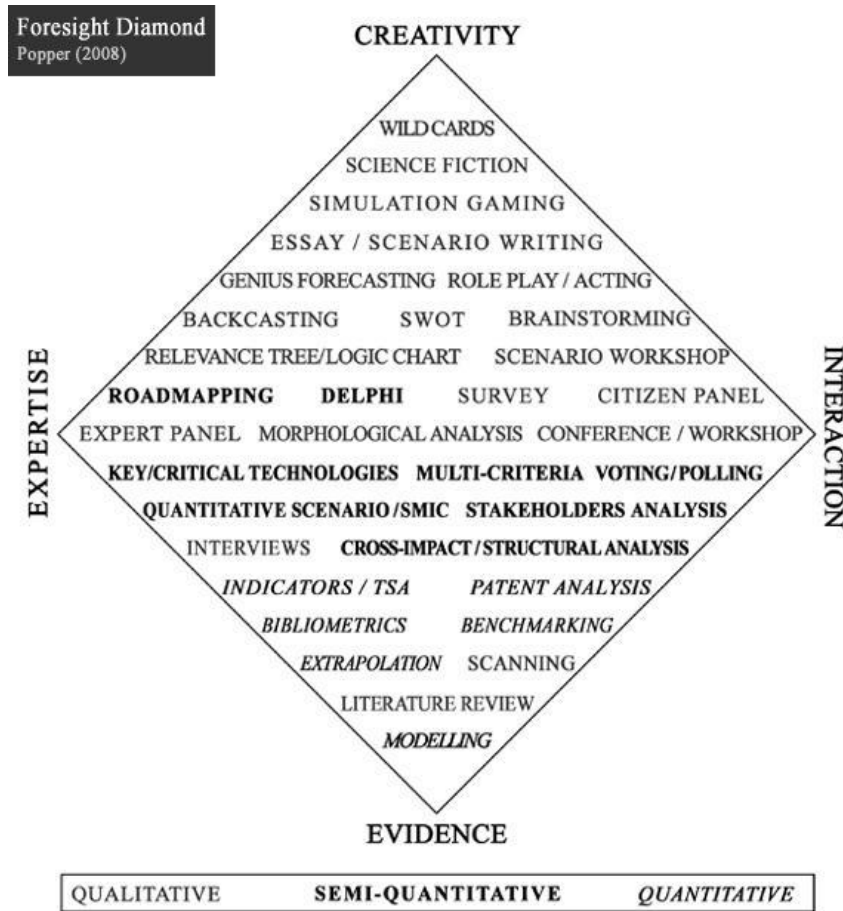 Foresight Diamond
Popper (2008)
CREATIVITY
WILD CARDS
SCIENCE FICTION
SIMULATION GAMING
ESSAY / SCENARIO WRITING
GENIUS FORECASTING ROLE PLAY / ACTING
BACKCASTING SWOT BRAINSTORMING
RELEVANCE TREE/LOGIC CHART SCENARIO WORKSHOP
ROADMAPPING DELPHI SURVEY CITIZEN PANEL
EXPERT PANEL MORPHOLOGICAL ANALYSIS CONFERENCE / WORKSHOP
KEY/CRITICAL TECHNOLOGIES MULTI-CRITERIA VOTING/POLLING
QUANTITATIVE SCENARIO/SMIC STAKEHOLDERS ANALYSIS
INTERVIEWS CROSS-IMPACT / STRUCTURAL ANALYSIS
INDICATORS / TSA PATENT ANALYSIS
BIBLIOMETRICS BENCHMARKING
EXTRAPOLATION SCANNING
LITERATURE REVIEW
MODELLING
EXPERTISE
INTERACTION
EVIDENCE
QUALITATIVE SEMI-QUANTITATIVE QUANTITATIVE